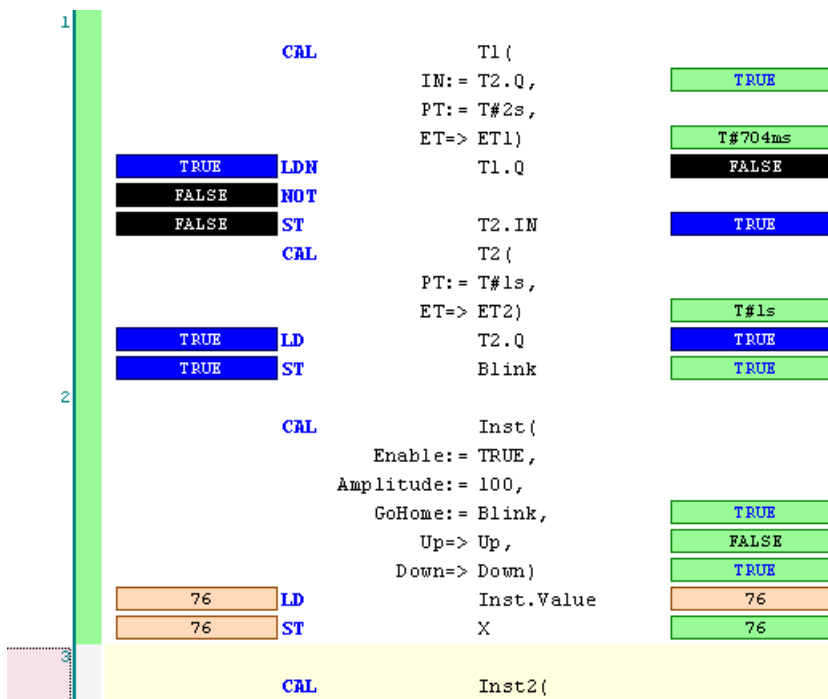 1
CAL T1(
IN:= T2.Q, TRUE
PT:= T#2s,
ET=> ET1) T#704ms
TRUE LDN T1.Q FALSE
FALSE NOT
FALSE ST T2.IN TRUE
CAL T2(
PT:= T#1s,
ET=> ET2) T#1s
TRUE LD T2.Q TRUE
TRUE ST Blink TRUE
2
CAL Inst(
Enable:= TRUE,
Amplitude:= 100,
GoHome:= Blink, TRUE
Up=> Up, FALSE
Down=> Down) TRUE
76 LD Inst.Value 76
76 ST X 76
3
CAL Inst2(